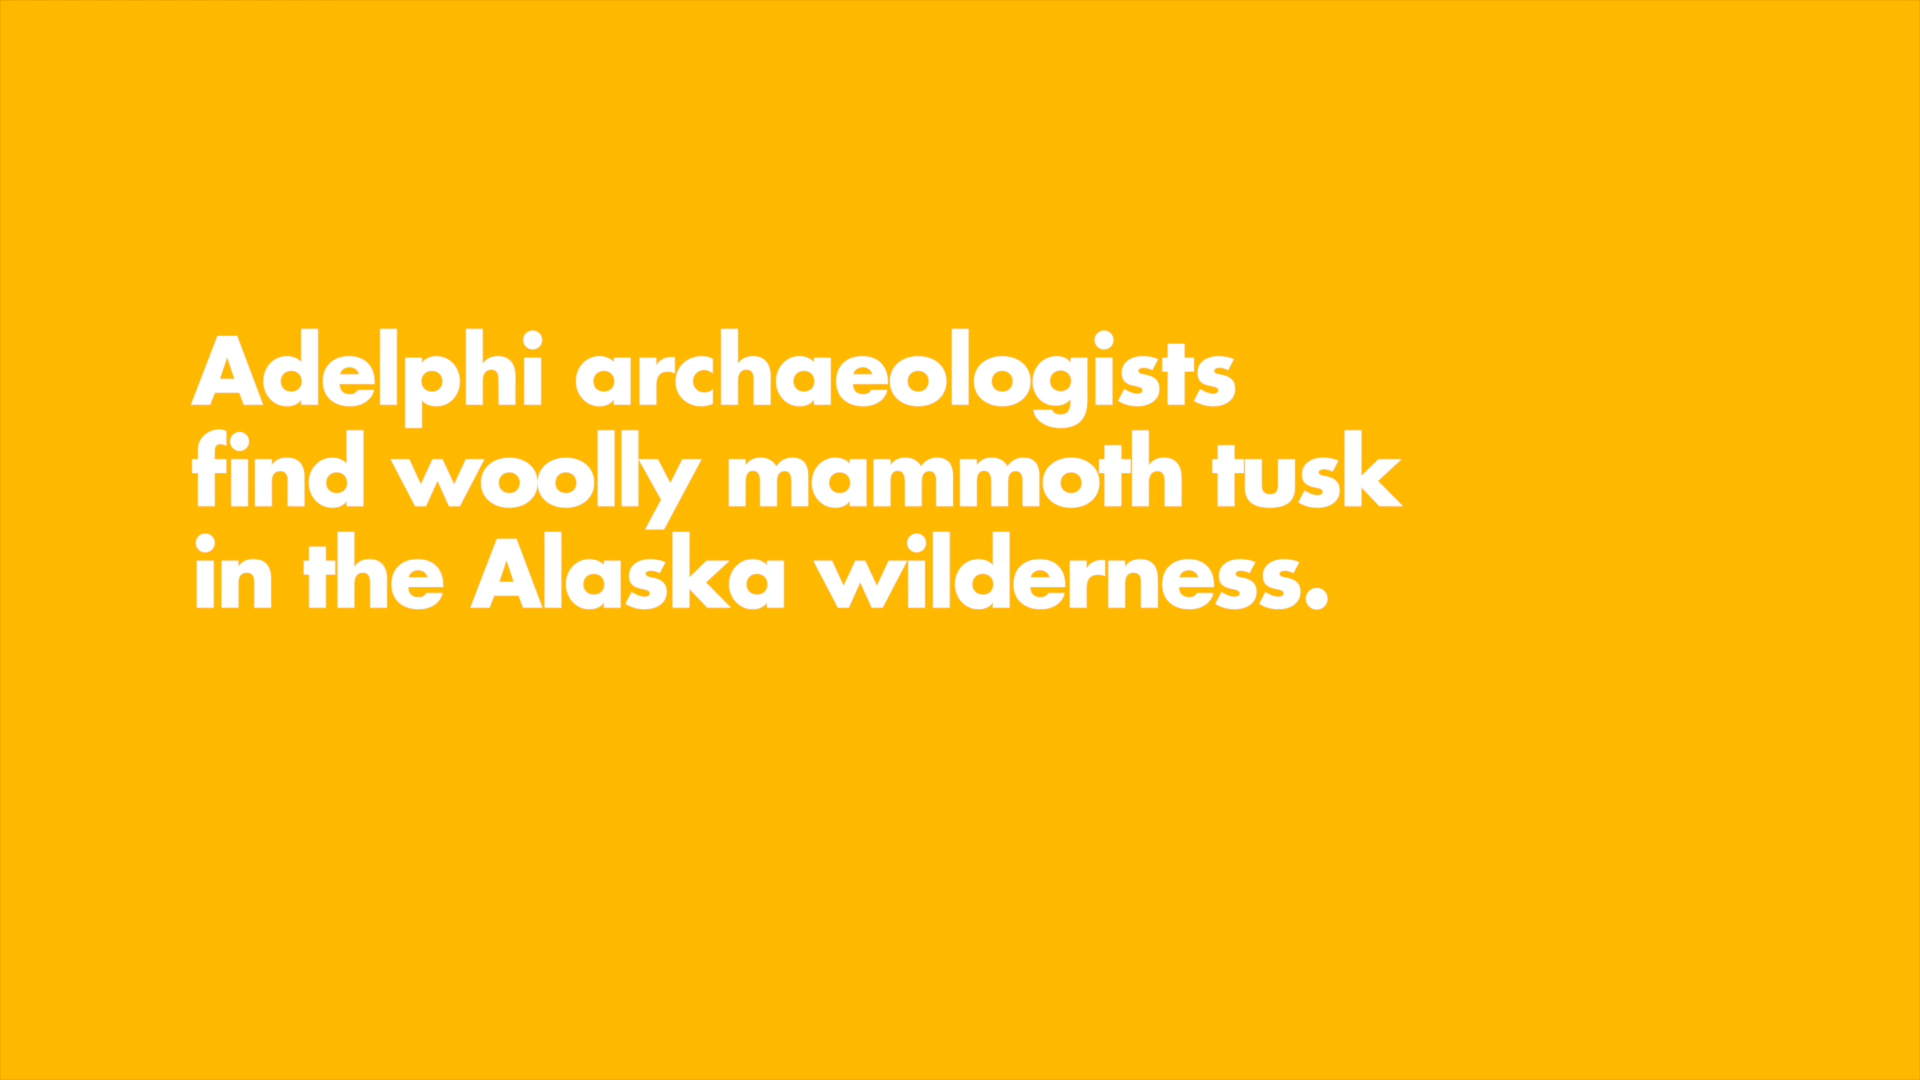 Adelphi archaeologists
find woolly mammoth tusk
in the Alaska wilderness.